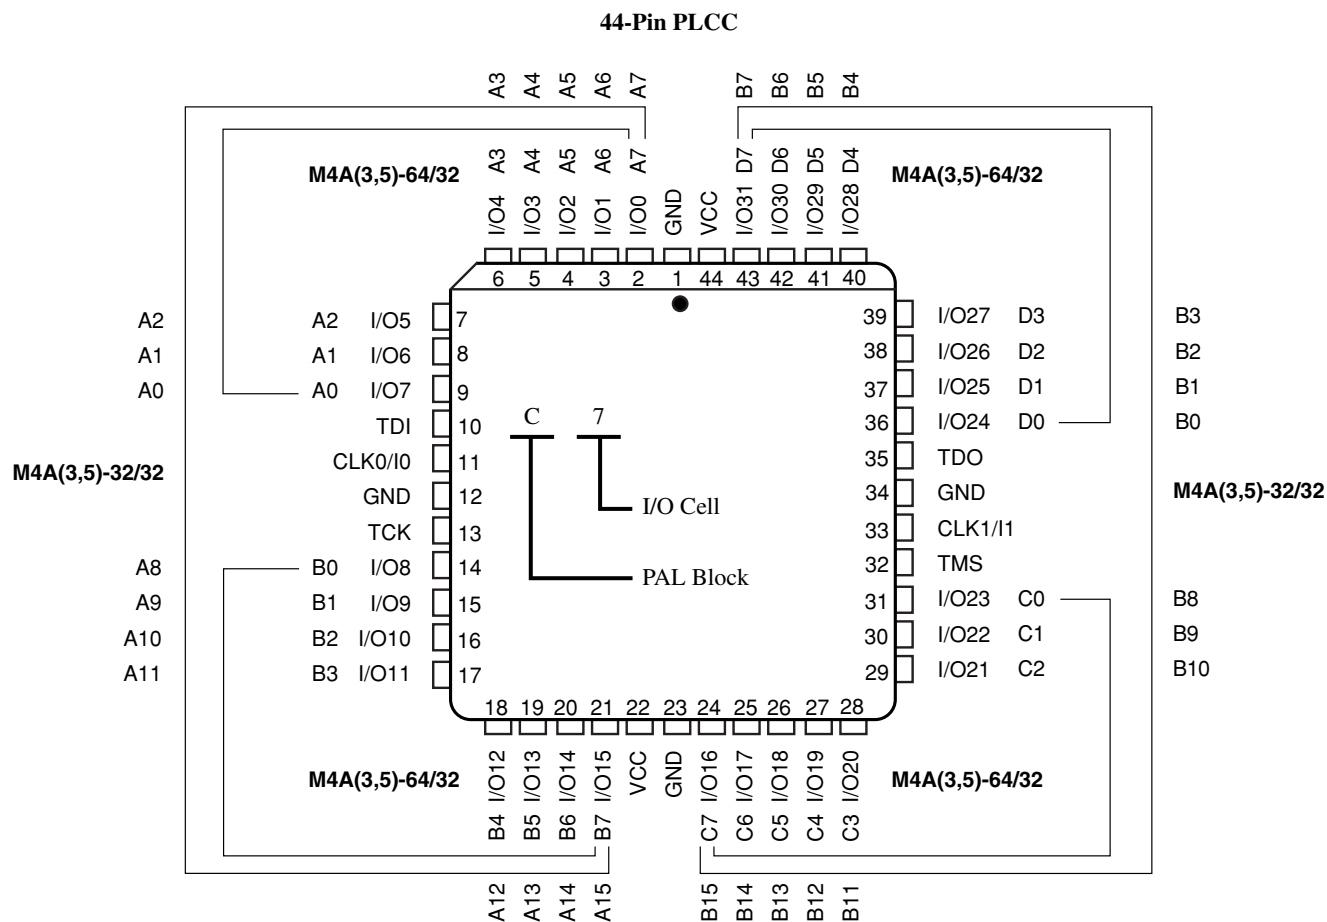 44-Pin PLCC
A3 A4 A5 A6 A7 B7 B6 B5 B4
M4A(3,5)-64/32 A3 A4 A5 A6 A7 D7 D6 D5 D4 M4A(3,5)-64/32
I/O4 I/O3 I/O2 I/O1 I/O0 GND VCC I/O31 I/O30 I/O29 I/O28
6 5 4 3 2 1 44 43 42 41 40
A2 A2 I/O5 7 39 I/O27 D3 B3
A1 A1 I/O6 8 38 I/O26 D2 B2
A0 A0 I/O7 9 37 I/O25 D1 B1
C 7
TDI 10 36 I/O24 D0 B0
CLK0/I0 11 35 TDO
M4A(3,5)-32/32 M4A(3,5)-32/32
GND 12 34 GND
I/O Cell
TCK 13 33 CLK1/I1
A8 B0 I/O8 14 32 TMS
PAL Block
A9 B1 I/O9 15 31 I/O23 C0 B8
A10 B2 I/O10 16 30 I/O22 C1 B9
A11 B3 I/O11 17 29 I/O21 C2 B10
18 19 20 21 22 23 24 25 26 27 28
M4A(3,5)-64/32 I/O12 I/O13 I/O14 I/O15 VCC GND I/O16 I/O17 I/O18 I/O19 I/O20 M4A(3,5)-64/32
B4 B5 B6 B7 C7 C6 C5 C4 C3
A12 A13 A14 A15 B15 B14 B13 B12 B11